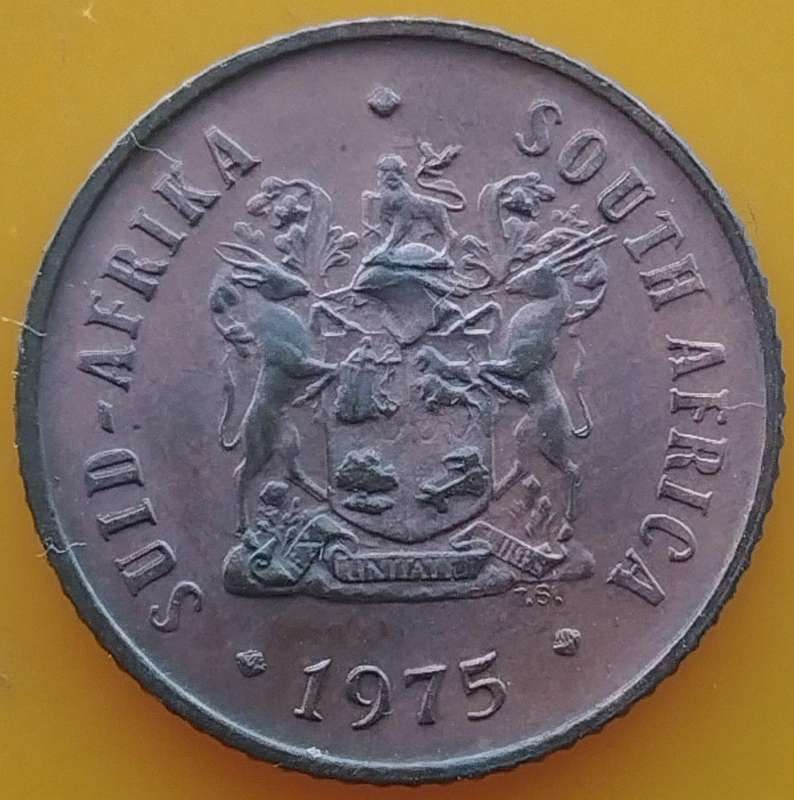 SUID-AFRIKA
SOUTH AFRICA
1975
T.S.